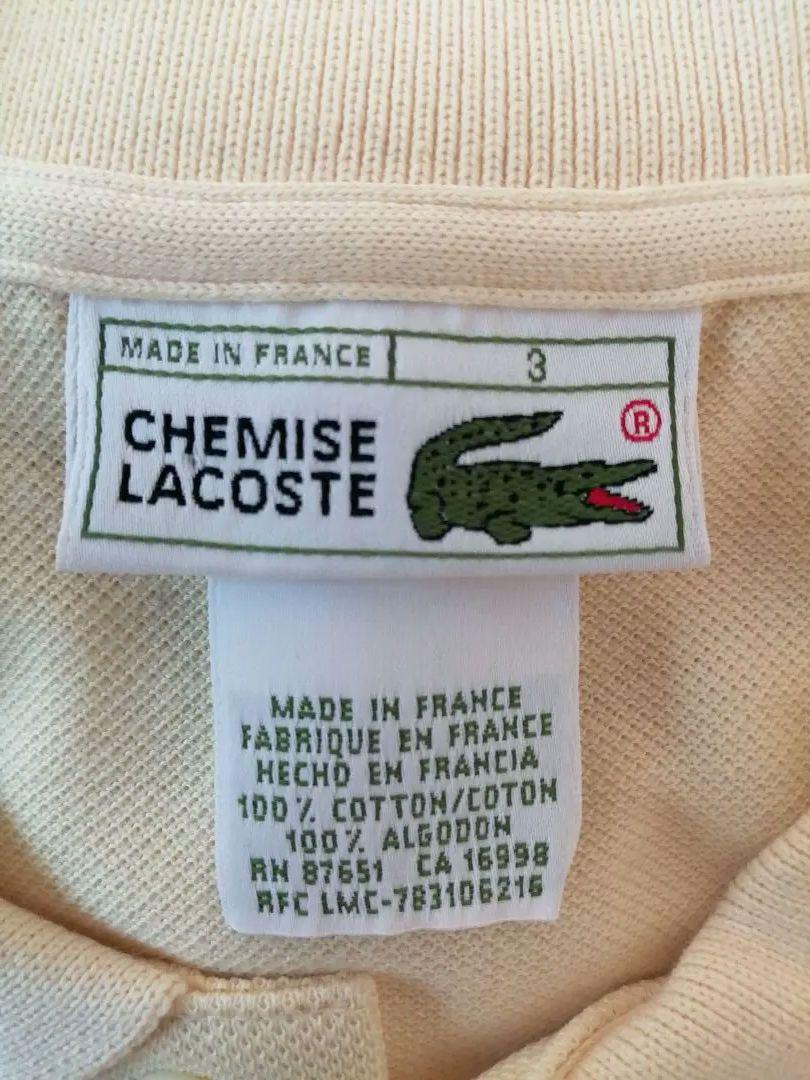 MADE IN FRANCE 3
CHEMISE
LACOSTE
®
MADE IN FRANCE
FABRIQUE EN FRANCE
HECHO EN FRANCIA
100% COTTON/COTON
100% ALGODON
RN 87651 CA 16998
RFC LMC-783106216